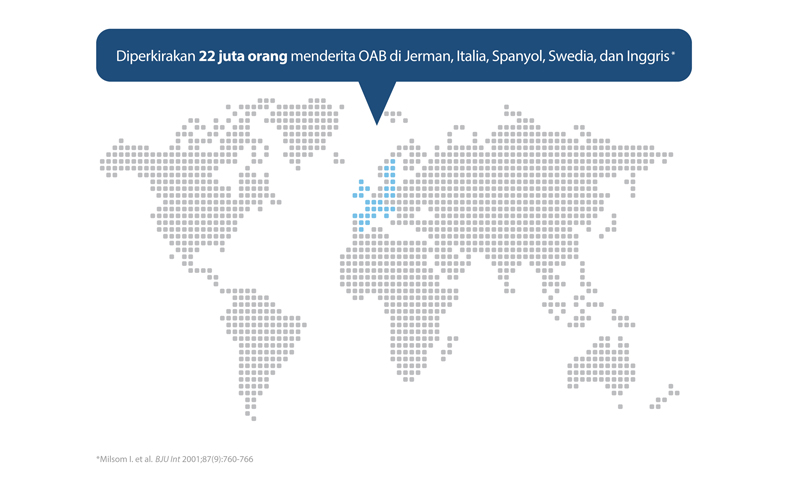 Diperkirakan 22 juta orang menderita OAB di Jerman, Italia, Spanyol, Swedia, dan Inggris*
*Milsom I. et al. BJU Int 2001;87(9):760-766